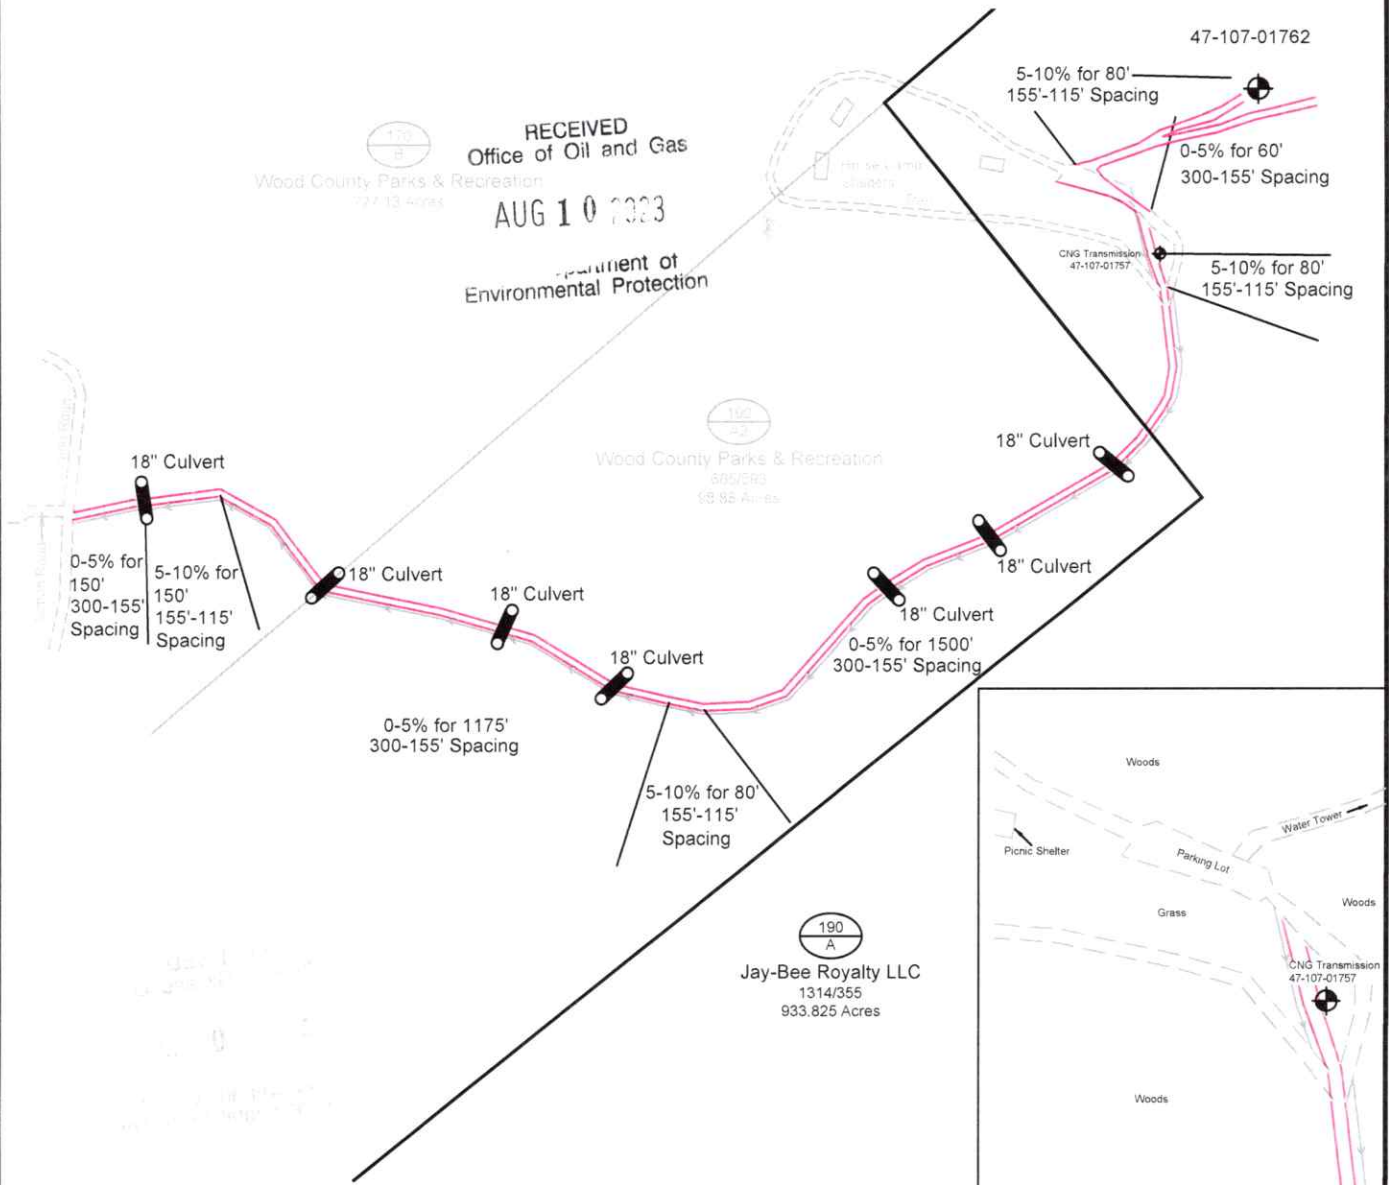 47-107-01762
5-10% for 80'
155'-115' Spacing
0-5% for 60'
300-155' Spacing
RECEIVED
Office of Oil and Gas
AUG 10 2023
Department of
Environmental Protection
Wood County Parks & Recreation
CNG Transmission
47-107-01757
5-10% for 80'
155'-115' Spacing
Wood County Parks & Recreation
18" Culvert
18" Culvert
18" Culvert
18" Culvert
0-5% for 1500'
300-155' Spacing
18" Culvert
18" Culvert
18" Culvert
0-5% for
150'
300-155'
Spacing
5-10% for
150'
155'-115'
Spacing
0-5% for 1175'
300-155' Spacing
5-10% for 80'
155'-115'
Spacing
190
A
Jay-Bee Royalty LLC
1314/355
933.825 Acres
Woods
Water Tower
Picnic Shelter
Parking Lot
Woods
Grass
CNG Transmission
47-107-01757
Woods